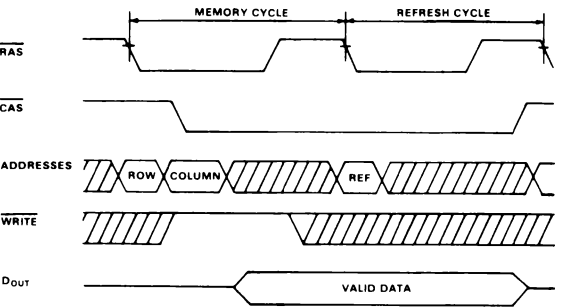 MEMORY CYCLE REFRESH CYCLE
RAS
CAS
ADDRESSES ROW COLUMN REF
WRITE
DOUT VALID DATA